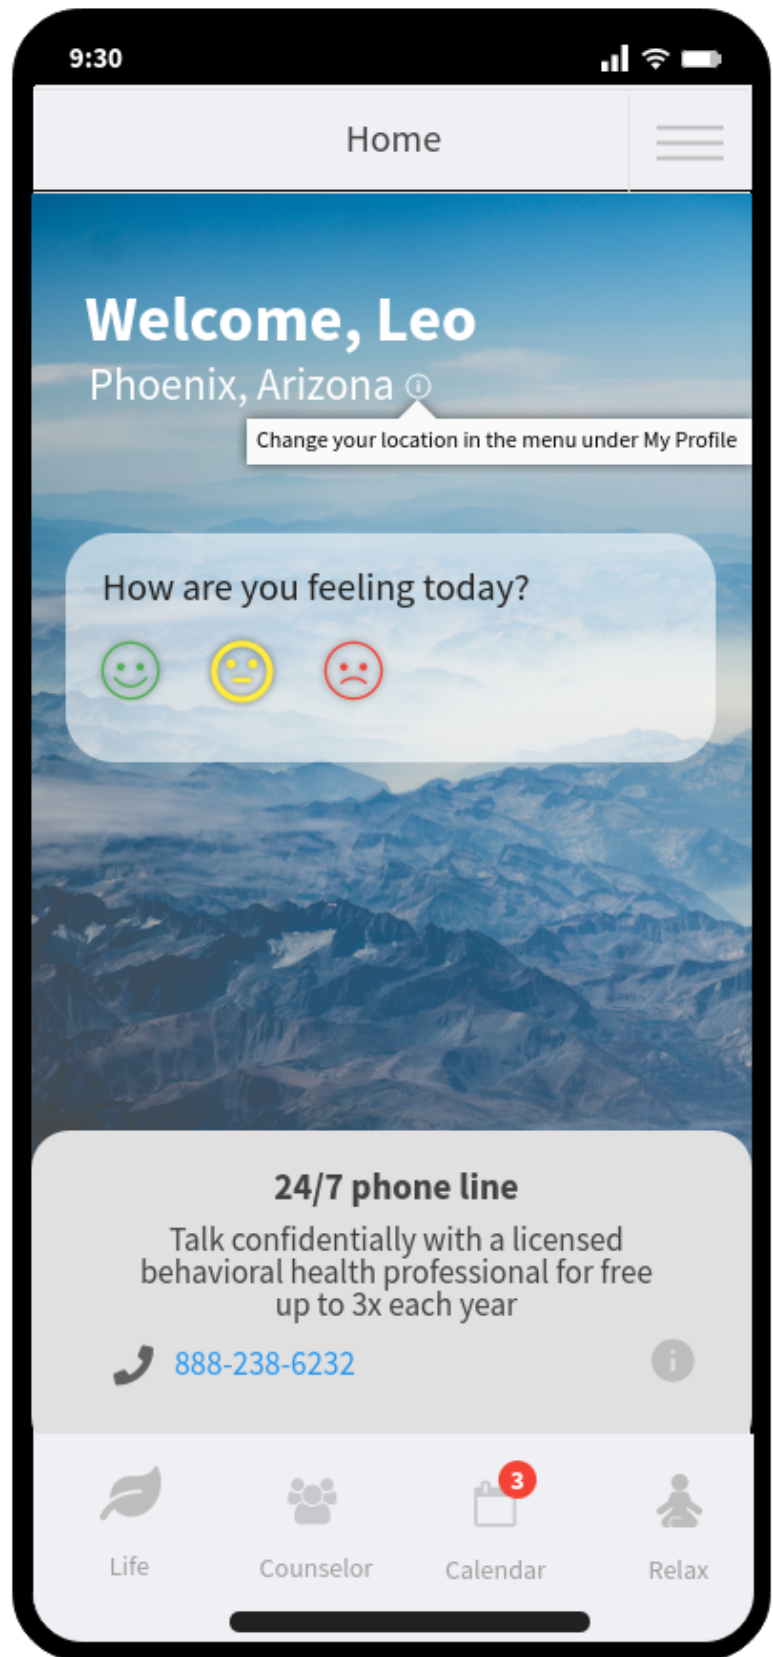 9:30
Home
Welcome, Leo
Phoenix, Arizona
Change your location in the menu under My Profile
How are you feeling today?
24/7 phone line
Talk confidentially with a licensed
behavioral health professional for free
up to 3x each year
888-238-6232
3
Life
Counselor
Calendar
Relax